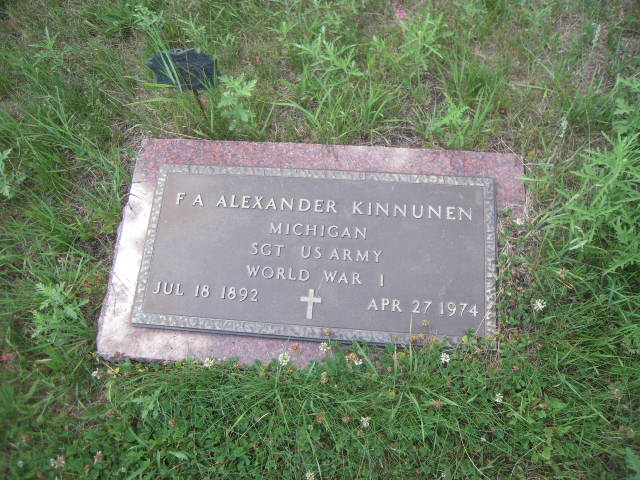 F A ALEXANDER KINNUNEN
MICHIGAN
SGT US ARMY
WORLD WAR I
JUL 18 1892 APR 27 1974